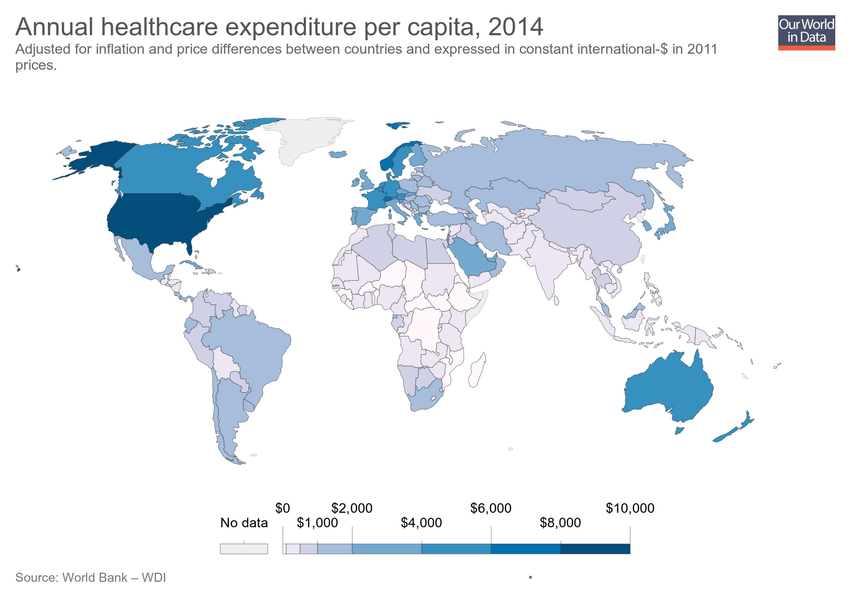 Annual healthcare expenditure per capita, 2014
Adjusted for inflation and price differences between countries and expressed in constant international-$ in 2011
prices.
Our World
in Data
No data
$0
$1,000
$2,000
$4,000
$6,000
$8,000
$10,000
Source: World Bank – WDI
•